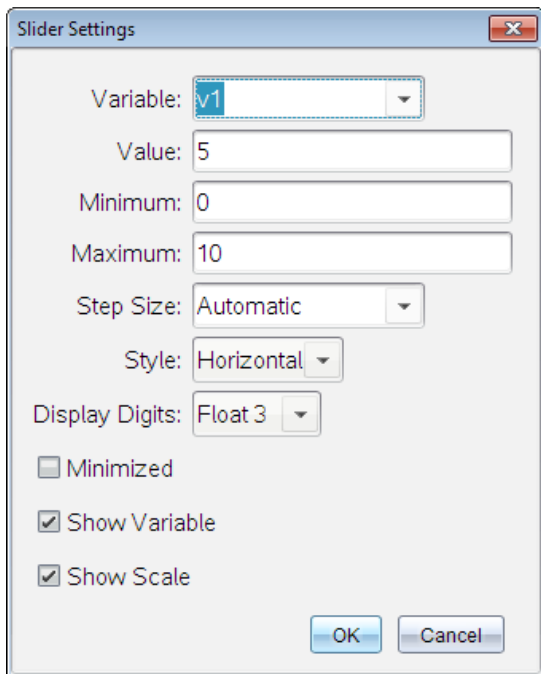 Slider Settings
Variable: v1
Value: 5
Minimum: 0
Maximum: 10
Step Size: Automatic
Style: Horizontal
Display Digits: Float 3
Minimized
Show Variable
Show Scale
OK Cancel